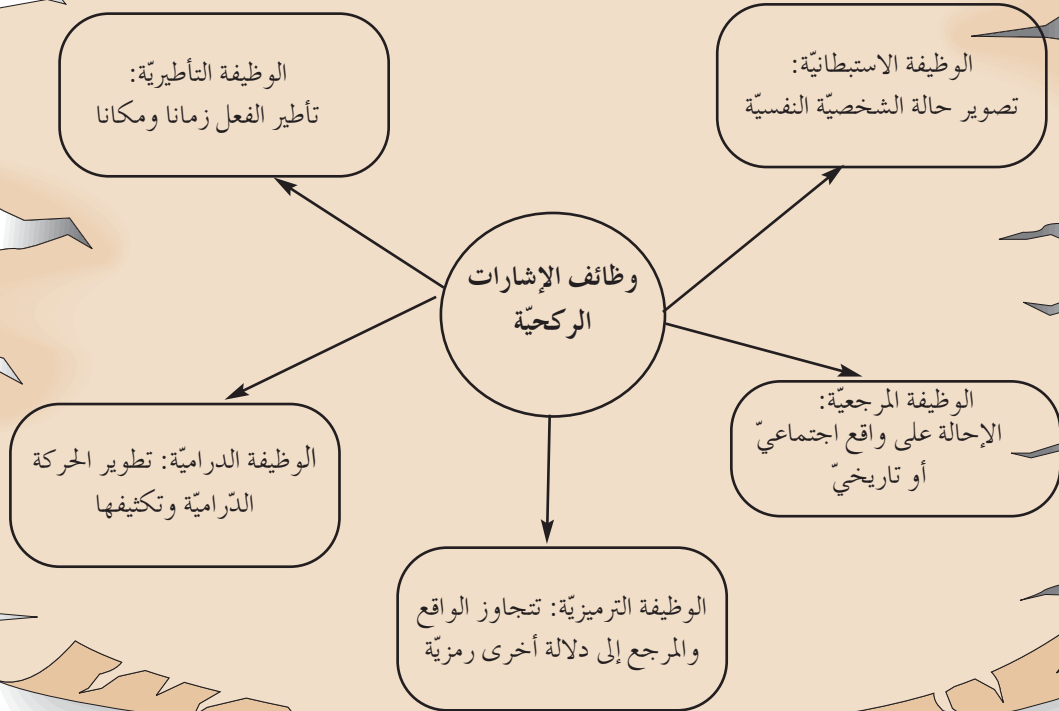 الوظيفة الاستبطانيّة:
تصوير حالة الشخصيّة النفسيّة
الوظيفة التأطيريّة:
تأطير الفعل زمانا ومكانا
وظائف الإشارات
الركحيّة
الوظيفة المرجعيّة:
الإحالة على واقع اجتماعيّ
أو تاريخيّ
الوظيفة الدرامية: تطوير الحركة
الدّراميّة وتكثيفها
الوظيفة الترميزيّة: تتجاوز الواقع
والمرجع إلى دلالة أخرى رمزيّة